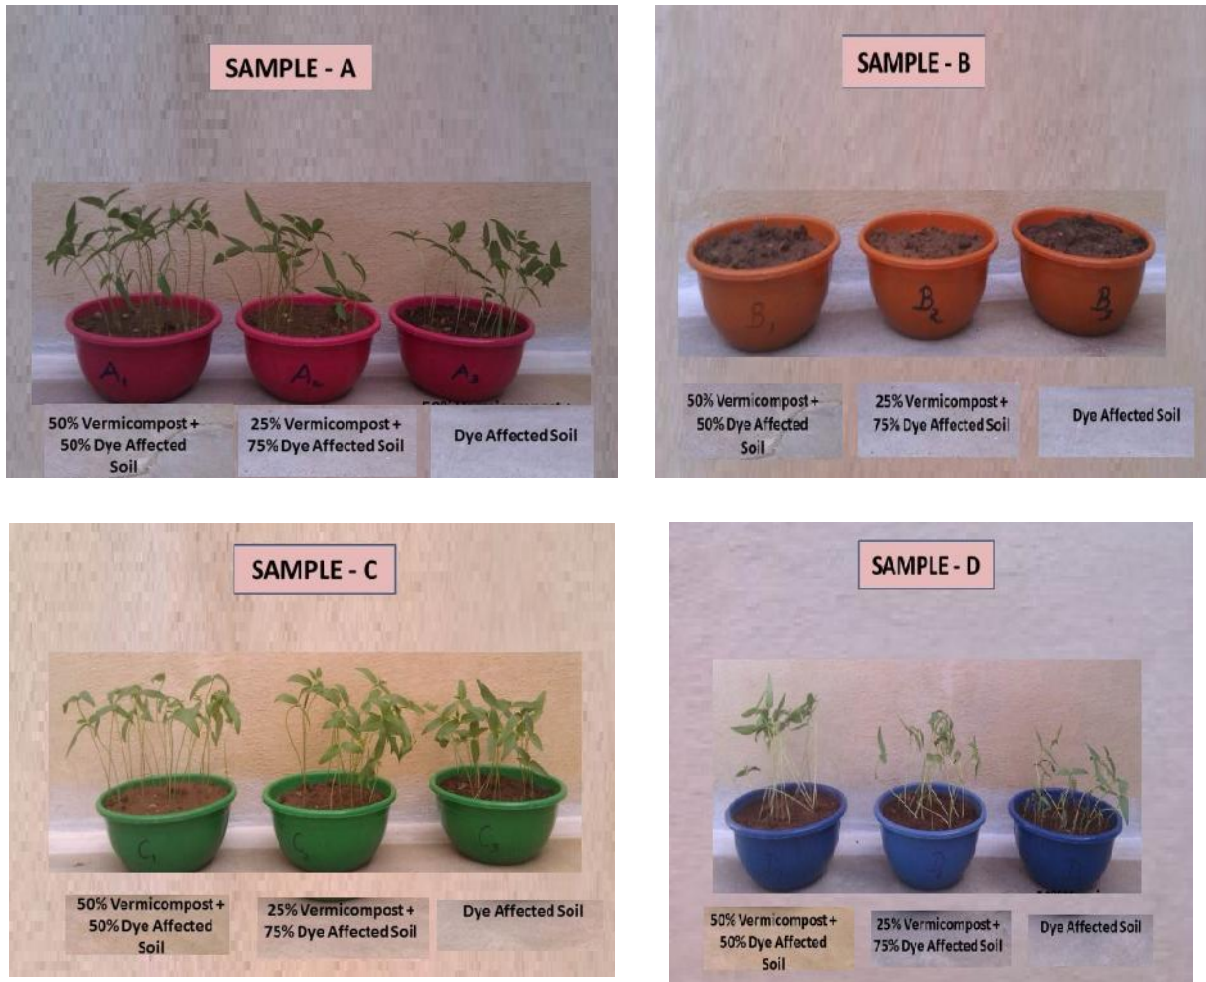 SAMPLE - A
A1
A2
A3
50% Vermicompost +
50% Dye Affected
Soil
25% Vermicompost +
75% Dye Affected Soil
Dye Affected Soil
SAMPLE - B
B1
B2
B3
50% Vermicompost +
50% Dye Affected
Soil
25% Vermicompost +
75% Dye Affected Soil
Dye Affected Soil
SAMPLE - C
C1
C2
C3
50% Vermicompost +
50% Dye Affected
Soil
25% Vermicompost +
75% Dye Affected Soil
Dye Affected Soil
SAMPLE - D
50% Vermicompost +
50% Dye Affected
Soil
25% Vermicompost +
75% Dye Affected Soil
Dye Affected Soil